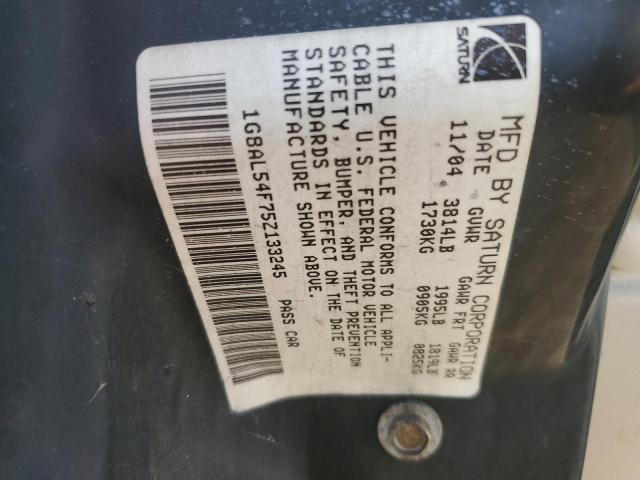 SATURN
MFD BY SATURN CORPORATION
DATE GVWR GAWR FRT GAWR RR
11/04 3814LB 1995LB 1819LB
1730KG 0905KG 0825KG
THIS VEHICLE CONFORMS TO ALL APPLI-
CABLE U.S. FEDERAL MOTOR VEHICLE
SAFETY, BUMPER, AND THEFT PREVENTION
STANDARDS IN EFFECT ON THE DATE OF
MANUFACTURE SHOWN ABOVE.
1G8AL54F75Z133245 PASS CAR